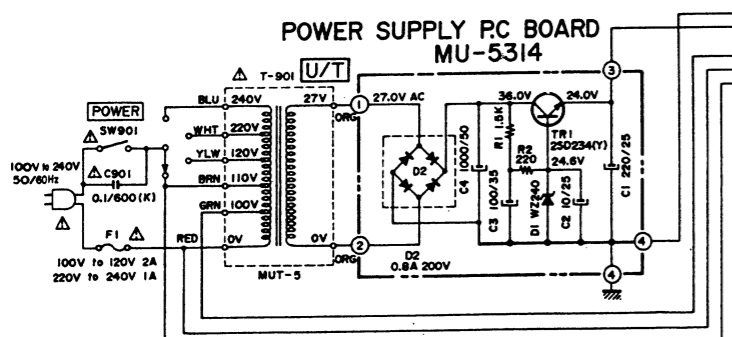 POWER SUPPLY P.C BOARD
MU-5314
T-901
U/T
POWER
SW901
C901
0.1/600(K)
100V to 240V
50/60Hz
F1
100V to 120V 2A
220V to 240V 1A
BLU
240V
WHT
220V
YLW
120V
BRN
110V
GRN
100V
RED
0V
27V
0V
MUT-5
1
ORG
27.0V AC
2
ORG
D2
D2
0.8A 200V
C4 1000/50
36.0V
24.0V
R1 1.5K
TR1
2SD234(Y)
R2
220
24.6V
C3 100/35
D1 WZ240
C2 10/25
C1 220/25
3
4
4